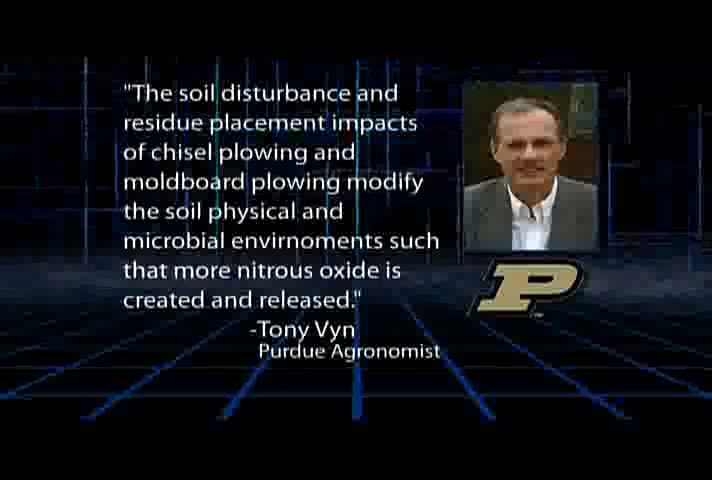 "The soil disturbance and
residue placement impacts
of chisel plowing and
moldboard plowing modify
the soil physical and
microbial envirnoments such
that more nitrous oxide is
created and released."
-Tony Vyn
Purdue Agronomist
P